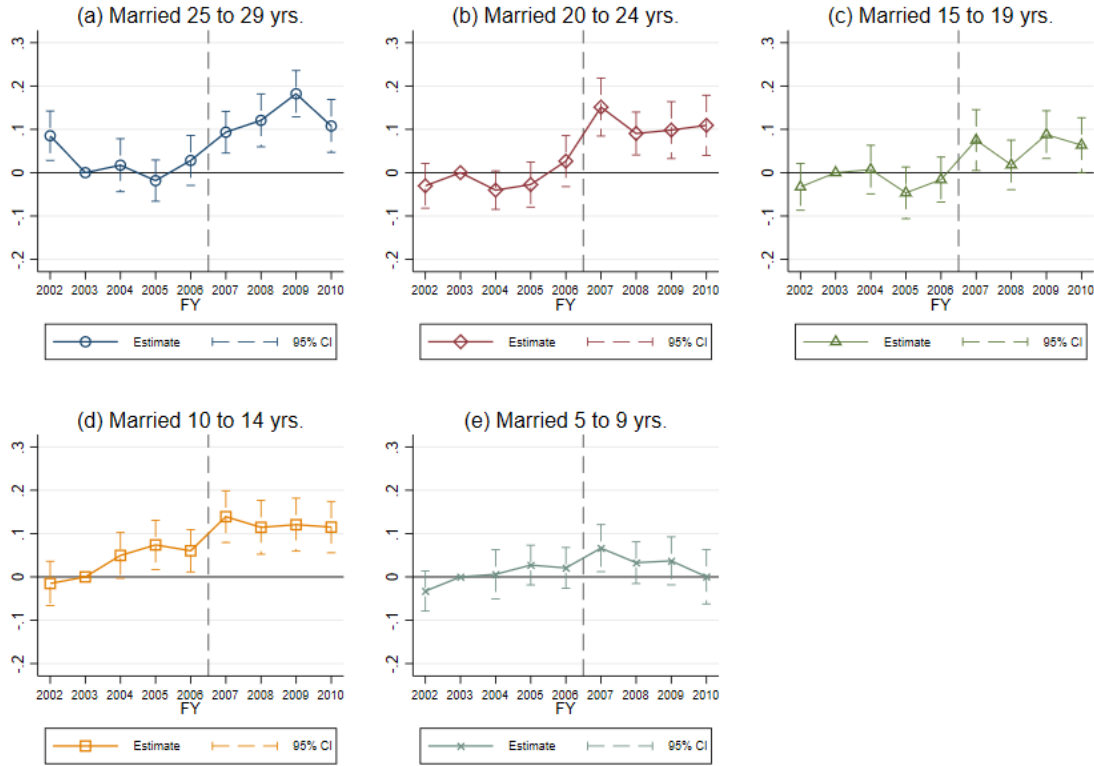 (a) Married 25 to 29 yrs.
(b) Married 20 to 24 yrs.
(c) Married 15 to 19 yrs.
.3
.2
.1
0
-.1
-.2
2002 2003 2004 2005 2006 2007 2008 2009 2010
FY
Estimate 95% CI
.3
.2
.1
0
-.1
-.2
2002 2003 2004 2005 2006 2007 2008 2009 2010
FY
Estimate 95% CI
.3
.2
.1
0
-.1
-.2
2002 2003 2004 2005 2006 2007 2008 2009 2010
FY
Estimate 95% CI
(d) Married 10 to 14 yrs.
(e) Married 5 to 9 yrs.
.3
.2
.1
0
-.1
-.2
2002 2003 2004 2005 2006 2007 2008 2009 2010
FY
Estimate 95% CI
.3
.2
.1
0
-.1
-.2
2002 2003 2004 2005 2006 2007 2008 2009 2010
FY
Estimate 95% CI